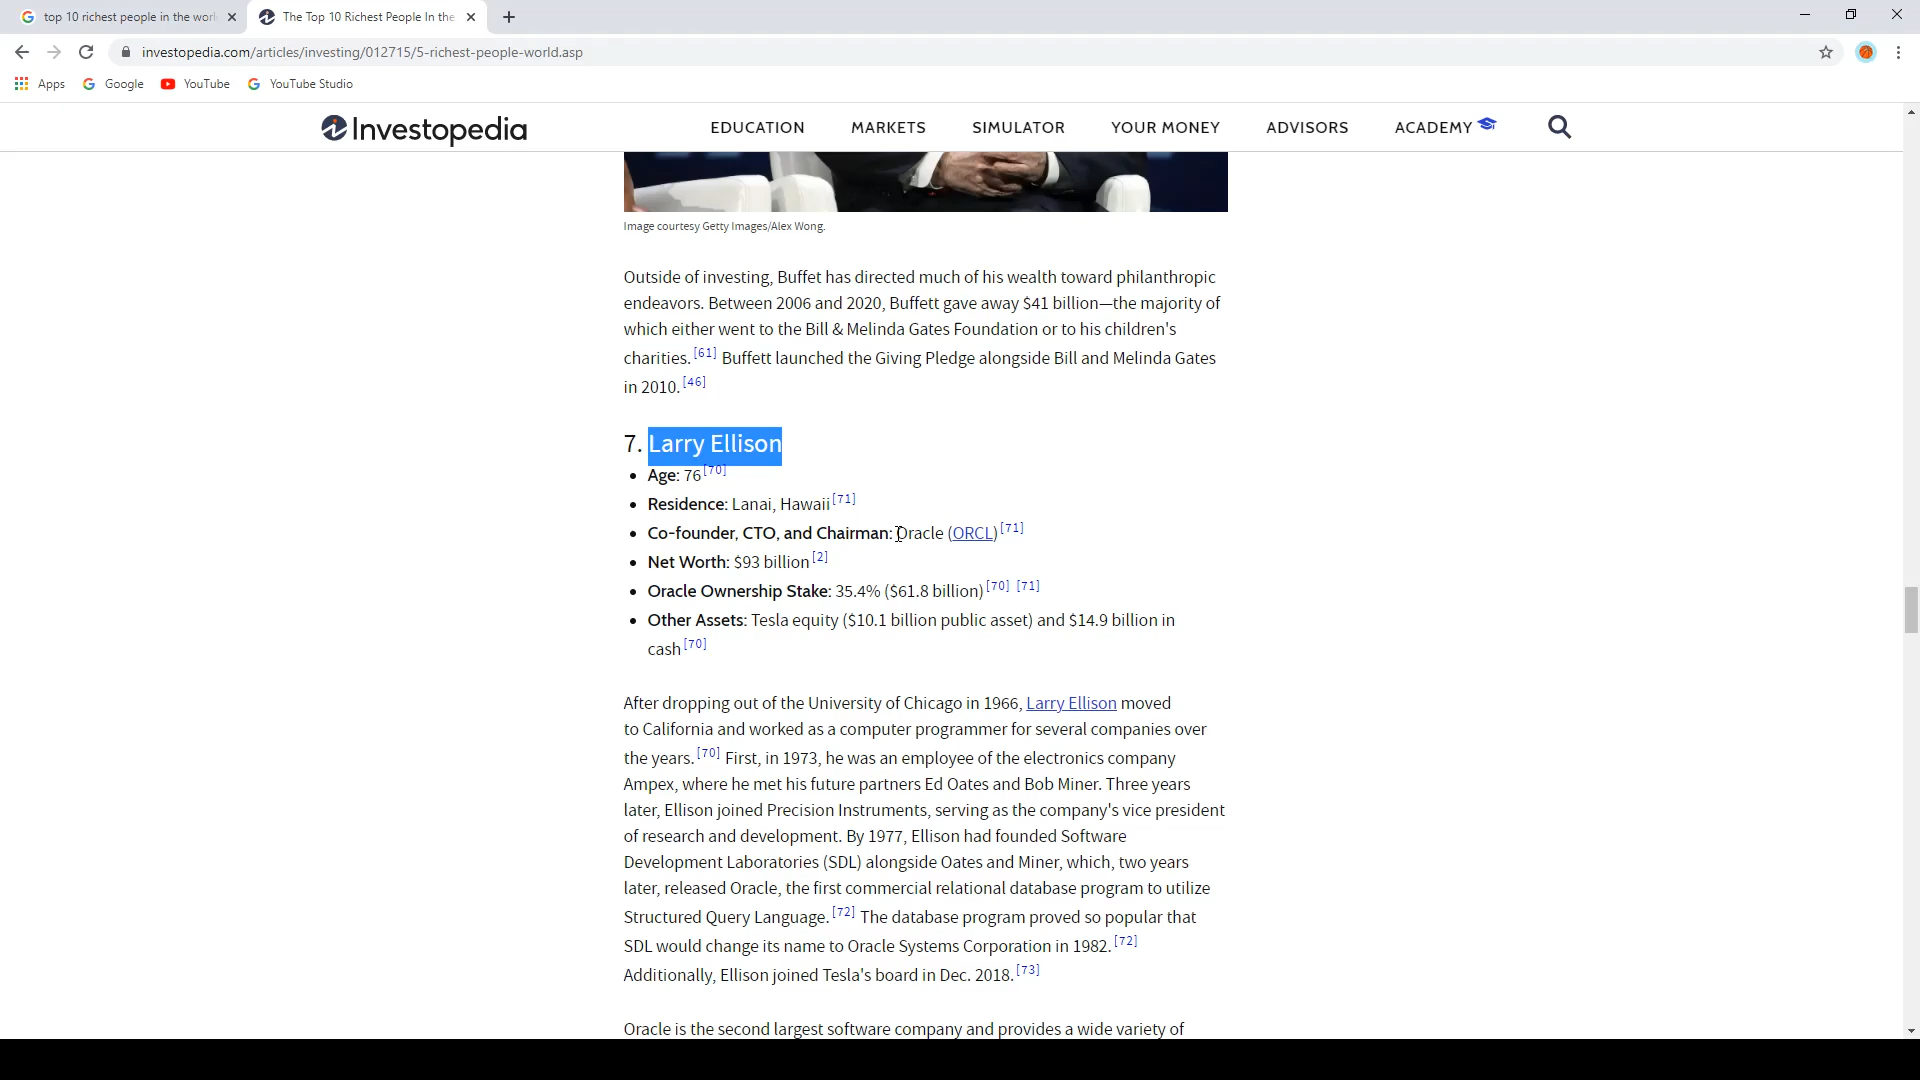 top 10 richest people in the worl
The Top 10 Richest People In the
investopedia.com/articles/investing/012715/5-richest-people-world.asp
Apps Google YouTube YouTube Studio
Investopedia EDUCATION MARKETS SIMULATOR YOUR MONEY ADVISORS ACADEMY
Image courtesy Getty Images/Alex Wong.
Outside of investing, Buffet has directed much of his wealth toward philanthropic
endeavors. Between 2006 and 2020, Buffett gave away $41 billion—the majority of
which either went to the Bill & Melinda Gates Foundation or to his children's
charities.[61] Buffett launched the Giving Pledge alongside Bill and Melinda Gates
in 2010.[46]
7. Larry Ellison
• Age: 76[70]
• Residence: Lanai, Hawaii[71]
• Co-founder, CTO, and Chairman: Oracle (ORCL)[71]
• Net Worth: $93 billion[2]
• Oracle Ownership Stake: 35.4% ($61.8 billion)[70] [71]
• Other Assets: Tesla equity ($10.1 billion public asset) and $14.9 billion in
cash[70]
After dropping out of the University of Chicago in 1966, Larry Ellison moved
to California and worked as a computer programmer for several companies over
the years.[70] First, in 1973, he was an employee of the electronics company
Ampex, where he met his future partners Ed Oates and Bob Miner. Three years
later, Ellison joined Precision Instruments, serving as the company's vice president
of research and development. By 1977, Ellison had founded Software
Development Laboratories (SDL) alongside Oates and Miner, which, two years
later, released Oracle, the first commercial relational database program to utilize
Structured Query Language.[72] The database program proved so popular that
SDL would change its name to Oracle Systems Corporation in 1982.[72]
Additionally, Ellison joined Tesla's board in Dec. 2018.[73]
Oracle is the second largest software company and provides a wide variety of